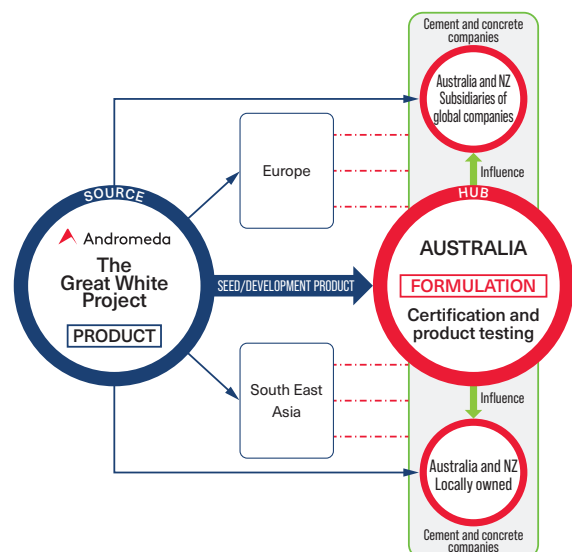 Cement and concrete
companies
Australia and NZ
Subsidiaries of
global companies
Europe
Influence
SOURCE
HUB
Andromeda
The
Great White
Project
PRODUCT
SEED/DEVELOPMENT PRODUCT
AUSTRALIA
FORMULATION
Certification and
product testing
South East
Asia
Influence
Australia and NZ
Locally owned
Cement and concrete
companies